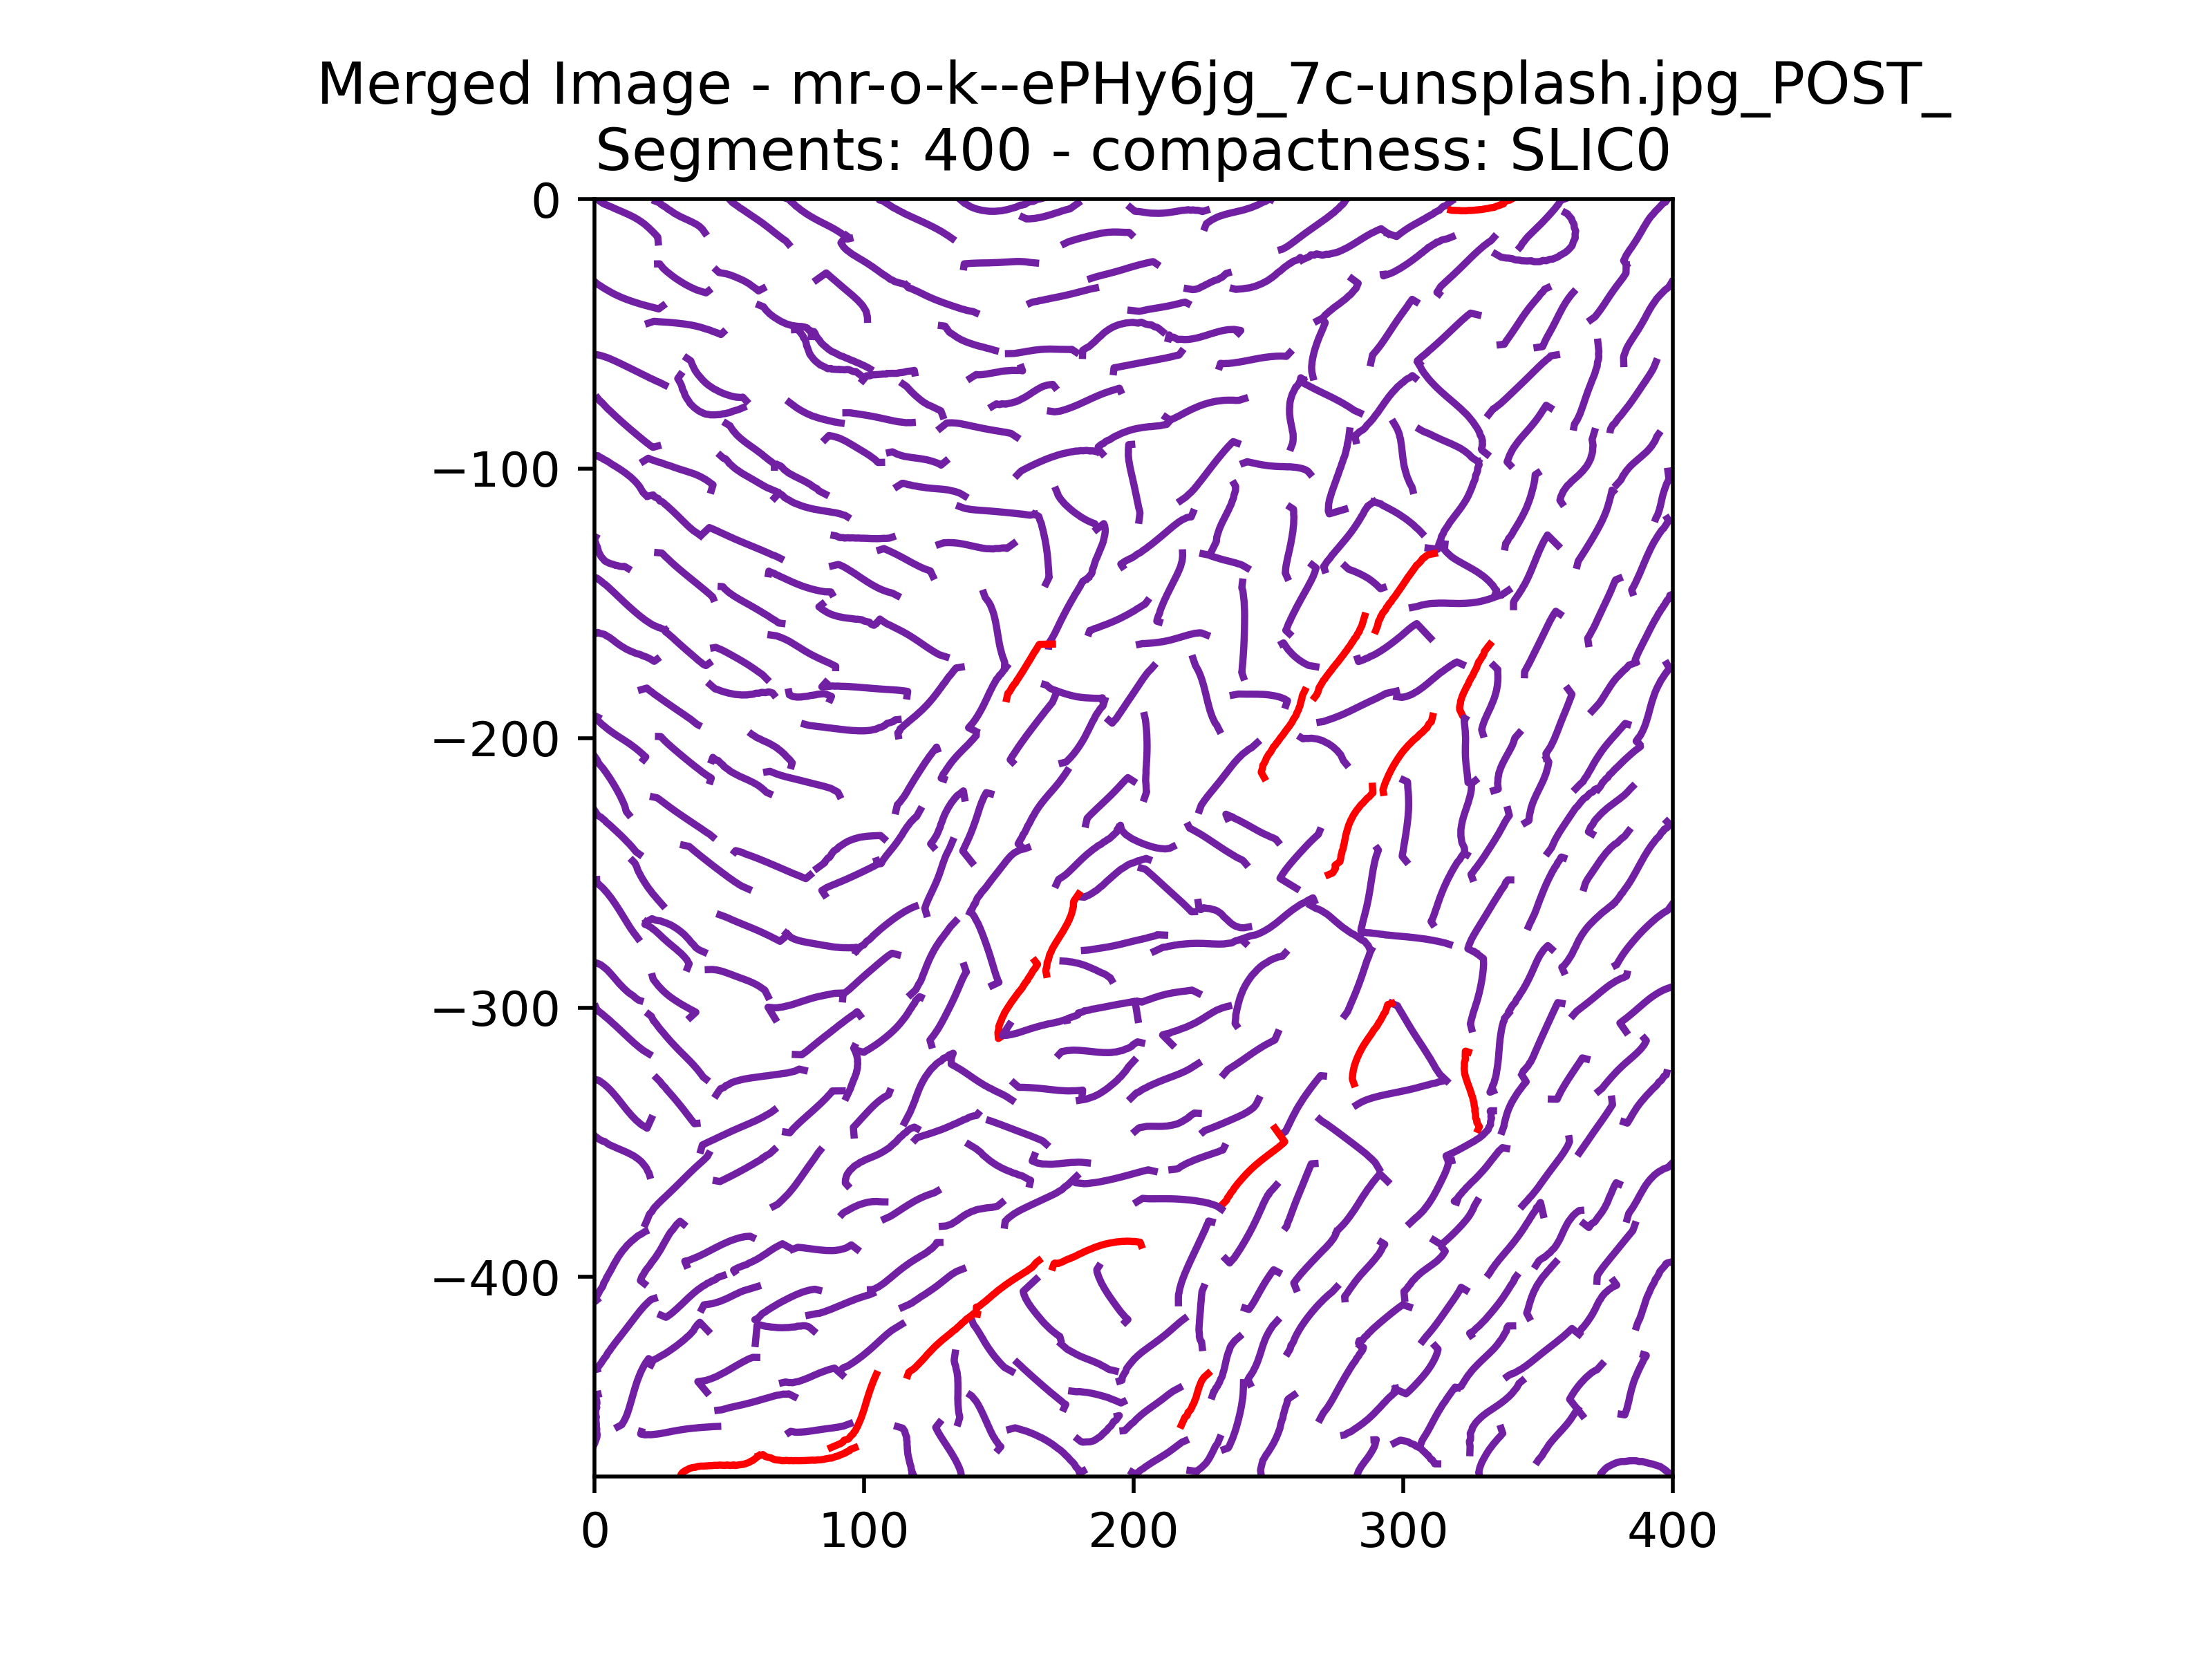 Merged Image - mr-o-k--ePHy6jg_7c-unsplash.jpg_POST_
Segments: 400 - compactness: SLIC0
0
−100
−200
−300
−400
0 100 200 300 400